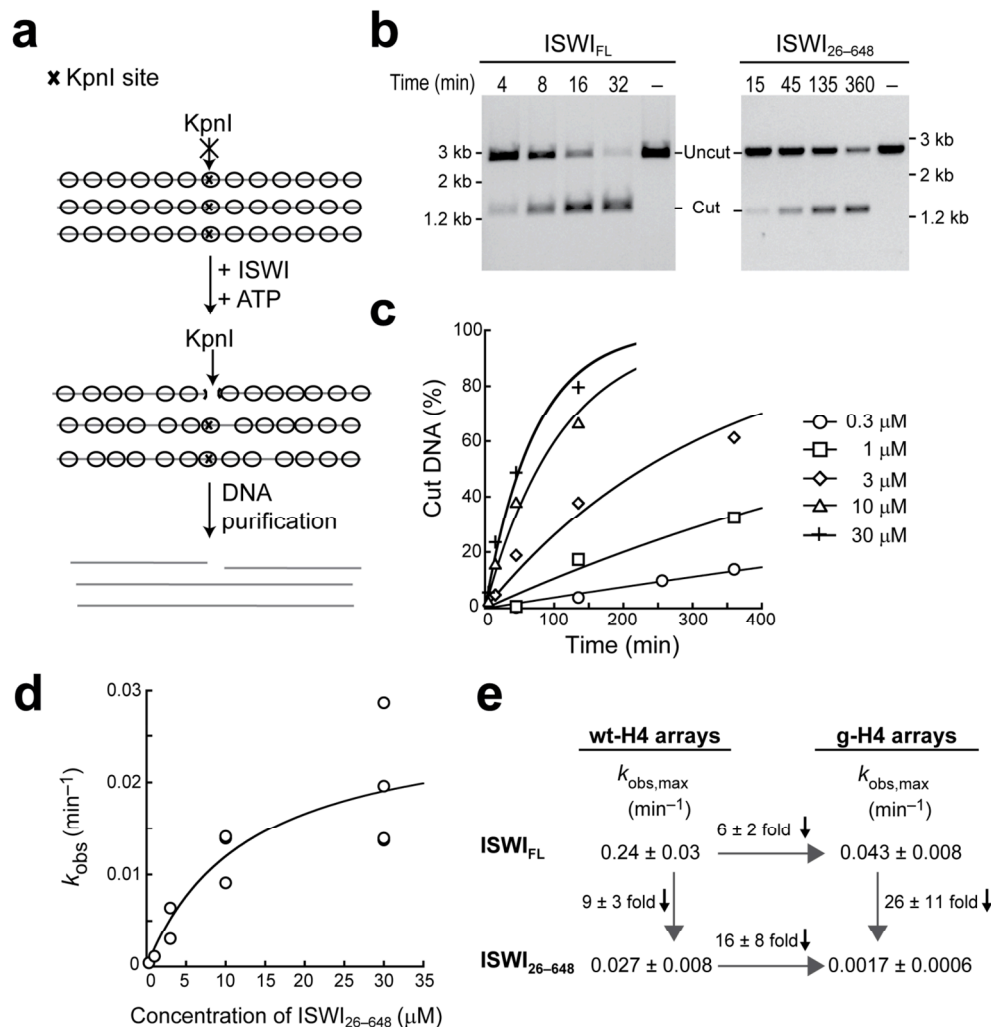 a
✖ KpnI site
KpnI
+ ISWI
+ ATP
KpnI
DNA
purification
b
ISWI_FL
ISWI_26–648
Time (min) 4 8 16 32 –
15 45 135 360 –
3 kb
2 kb
1.2 kb
Uncut
Cut
3 kb
2 kb
1.2 kb
c
Cut DNA (%)
100
80
60
40
20
0
0 100 200 300 400
Time (min)
0.3 μM
1 μM
3 μM
10 μM
30 μM
d
k_obs (min⁻¹)
0.03
0.02
0.01
0
0 5 10 15 20 25 30 35
Concentration of ISWI_26–648 (μM)
e
wt-H4 arrays g-H4 arrays
k_obs,max k_obs,max
(min⁻¹) (min⁻¹)
6 ± 2 fold
ISWI_FL 0.24 ± 0.03 0.043 ± 0.008
9 ± 3 fold 26 ± 11 fold
16 ± 8 fold
ISWI_26–648 0.027 ± 0.008 0.0017 ± 0.0006